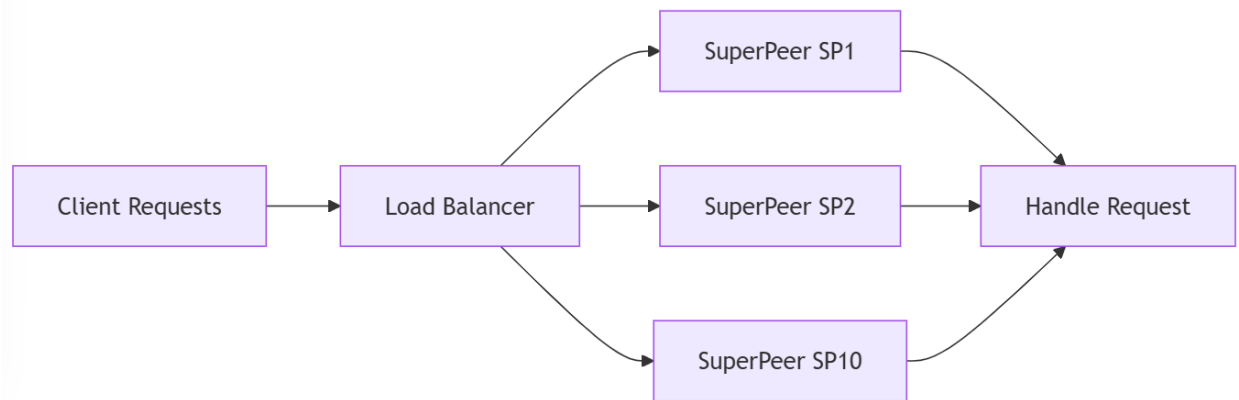 Client Requests
Load Balancer
SuperPeer SP1
SuperPeer SP2
SuperPeer SP10
Handle Request